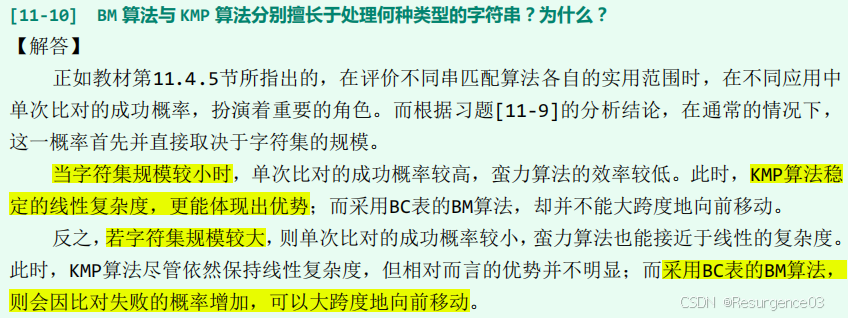 [11-10] BM 算法与 KMP 算法分别擅长于处理何种类型的字符串？为什么？
【解答】
正如教材第11.4.5节所指出的，在评价不同串匹配算法各自的实用范围时，在不同应用中
单次比对的成功概率，扮演着重要的角色。而根据习题[11-9]的分析结论，在通常的情况下，
这一概率首先并直接取决于字符集的规模。
当字符集规模较小时，单次比对的成功概率较高，蛮力算法的效率较低。此时，KMP算法稳
定的线性复杂度，更能体现出优势；而采用BC表的BM算法，却并不能大跨度地向前移动。
反之，若字符集规模较大，则单次比对的成功概率较小，蛮力算法也能接近于线性的复杂度。
此时，KMP算法尽管依然保持线性复杂度，但相对而言的优势并不明显；而采用BC表的BM算法，
则会因比对失败的概率增加，可以大跨度地向前移动。
CSDN @Resurgence03